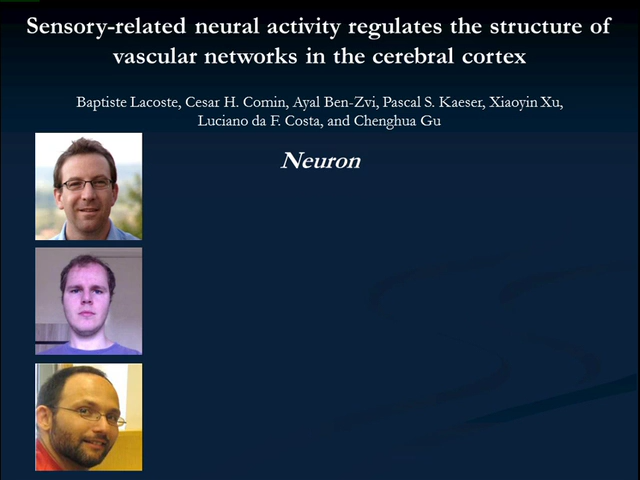 Sensory-related neural activity regulates the structure of
vascular networks in the cerebral cortex
Baptiste Lacoste, Cesar H. Comin, Ayal Ben-Zvi, Pascal S. Kaeser, Xiaoyin Xu,
Luciano da F. Costa, and Chenghua Gu
Neuron